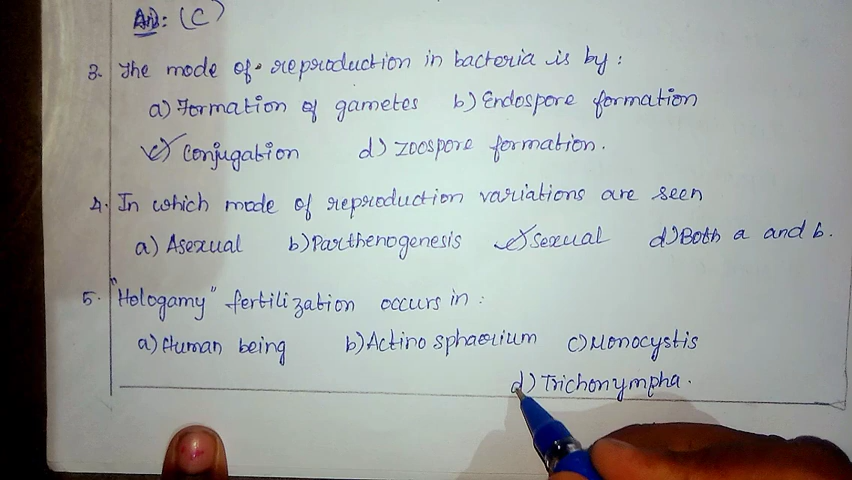 Ans: (C)
3. The mode of reproduction in bacteria is by:
a) Formation of gametes b) Endospore formation
c) Conjugation d) zoospore formation.
4. In which mode of reproduction variations are seen
a) Asexual b) Parthenogenesis c) Sexual d) Both a and b.
5. "Hologamy" fertilization occurs in:
a) Human being b) Actino sphaerium c) Monocystis
d) Trichonympha.